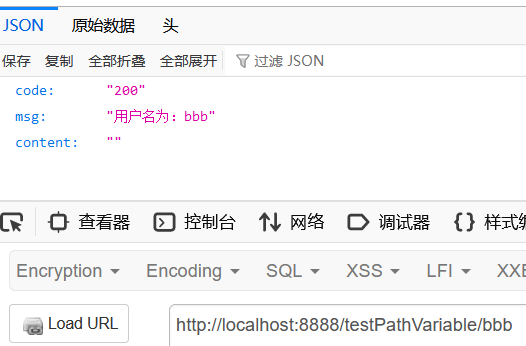 JSON 原始数据 头
保存 复制 全部折叠 全部展开 过滤 JSON
code: "200"
msg: "用户名为：bbb"
content: ""
查看器 控制台 网络 调试器 样式编
Encryption Encoding SQL XSS LFI XXE
Load URL http://localhost:8888/testPathVariable/bbb